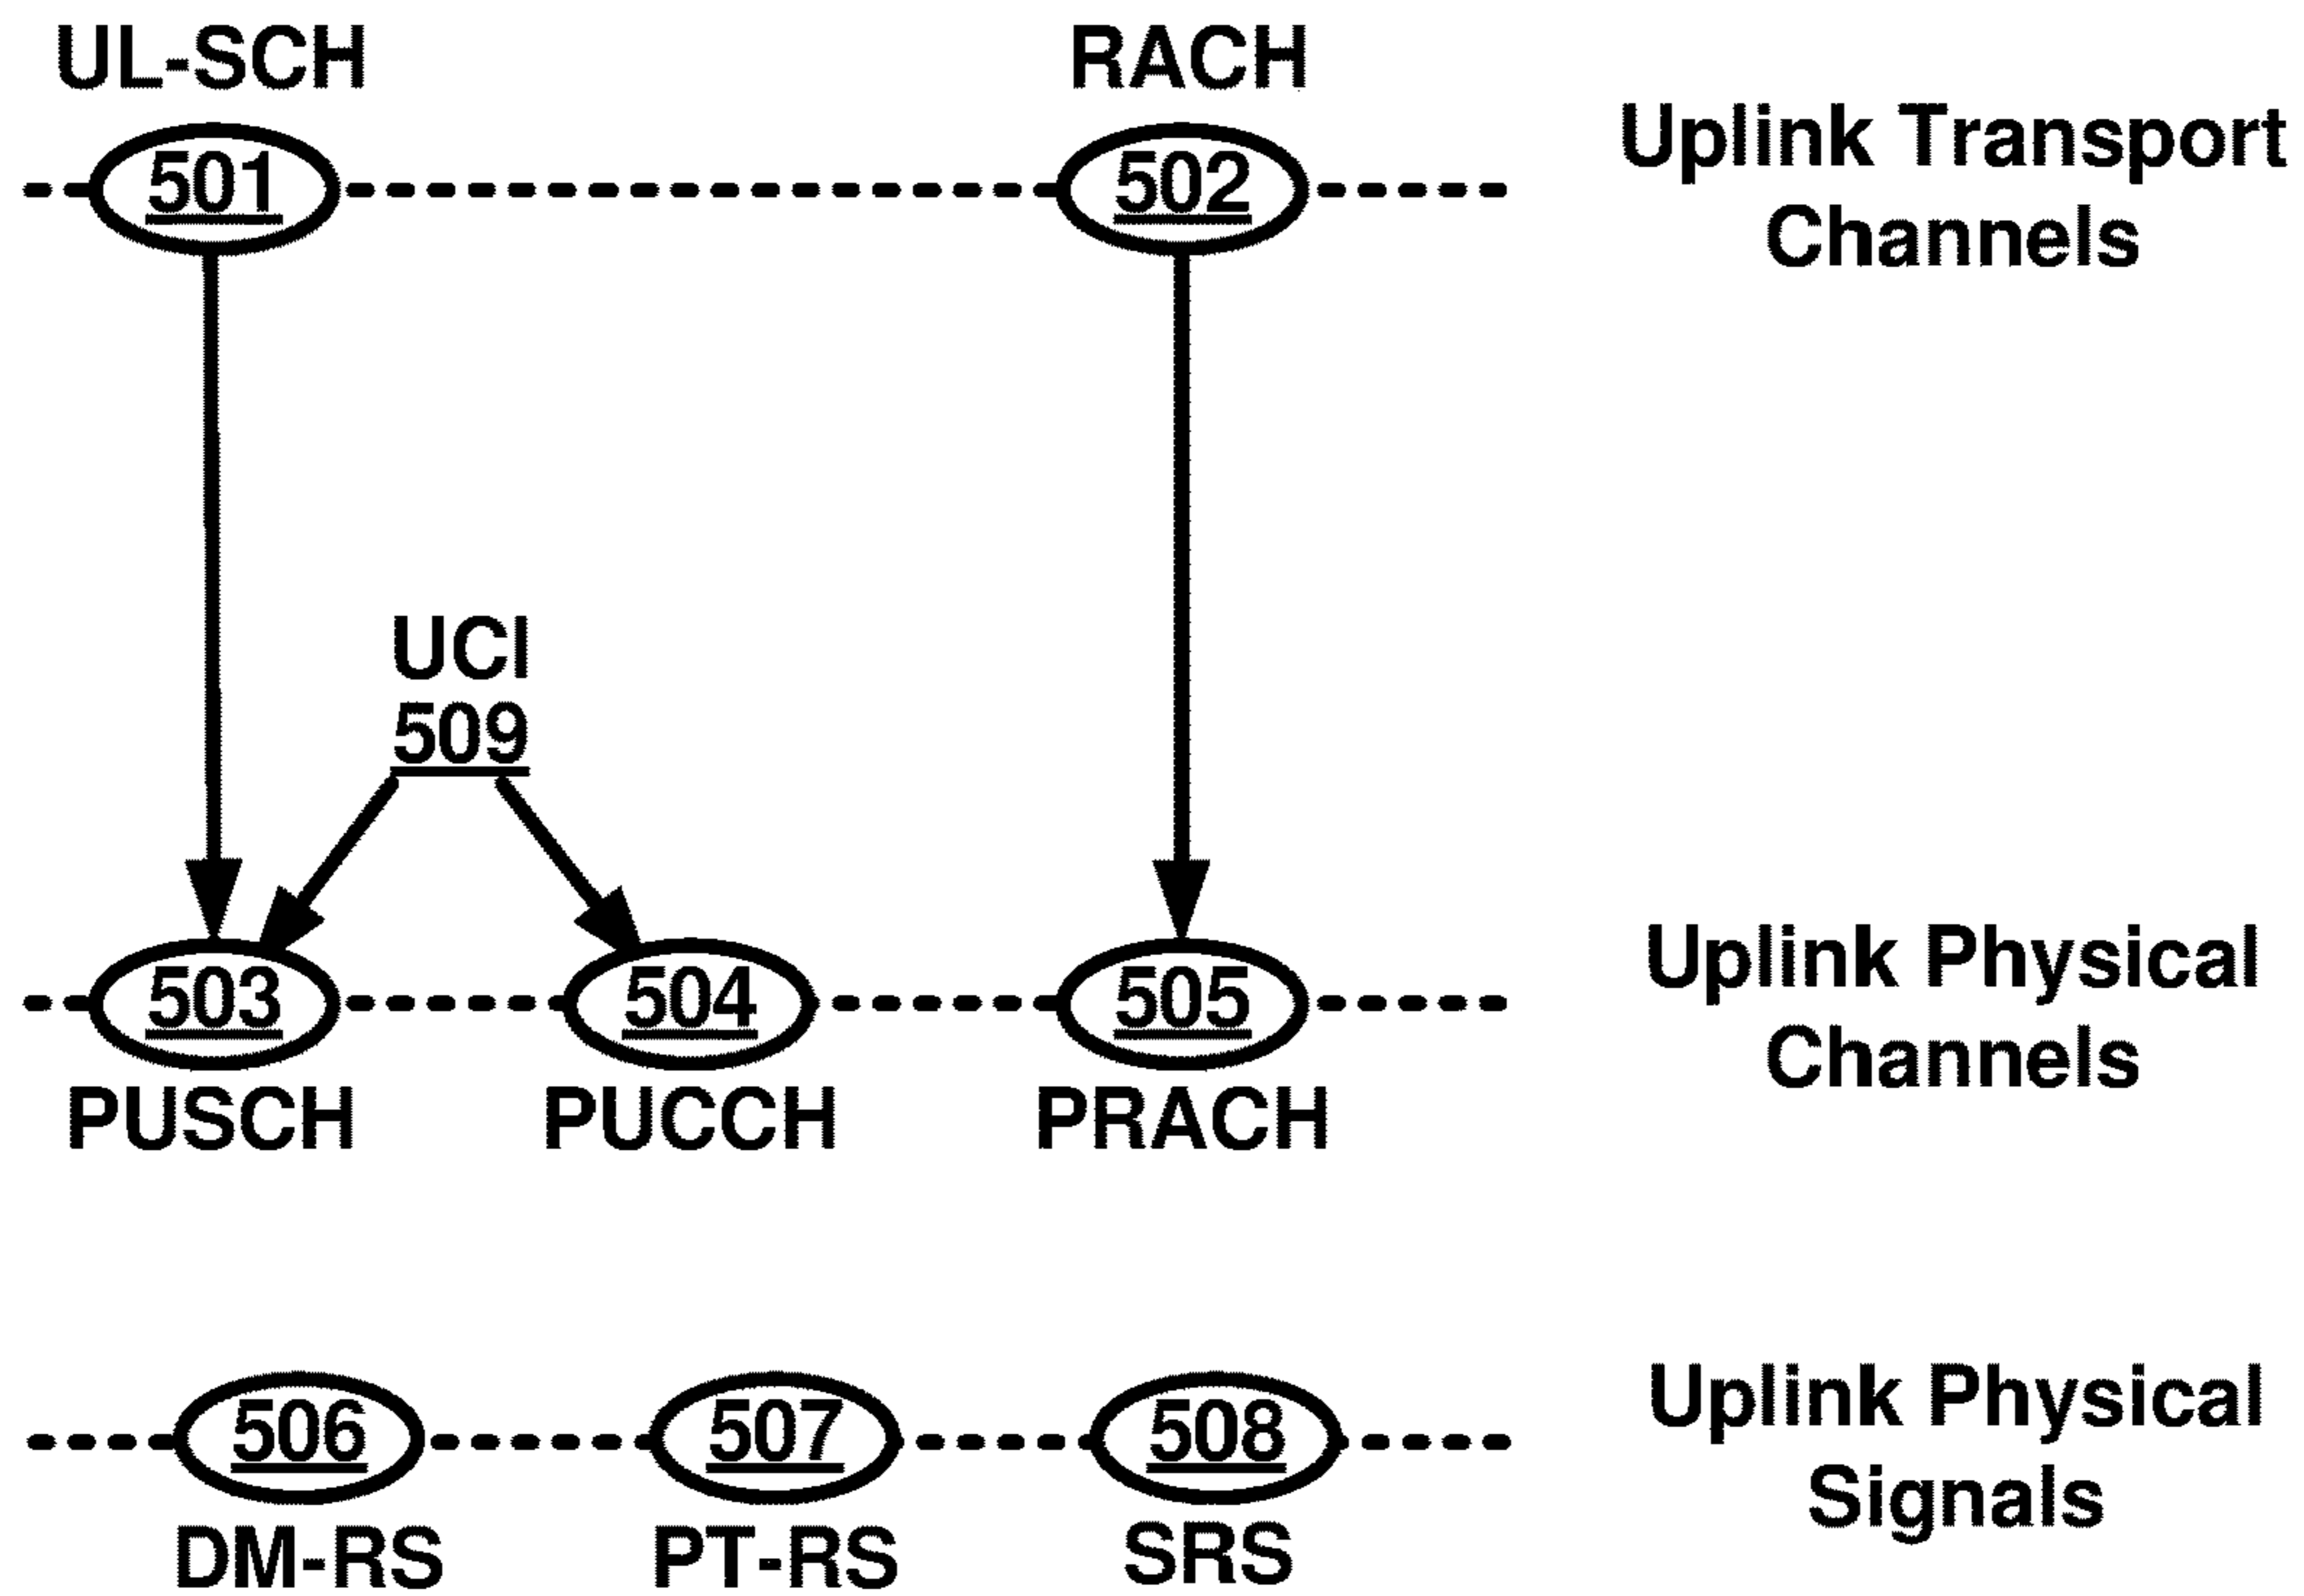 UL-SCH
RACH
501
502
Uplink Transport
Channels
UCI
509
503
504
505
Uplink Physical
Channels
PUSCH
PUCCH
PRACH
506
507
508
Uplink Physical
Signals
DM-RS
PT-RS
SRS